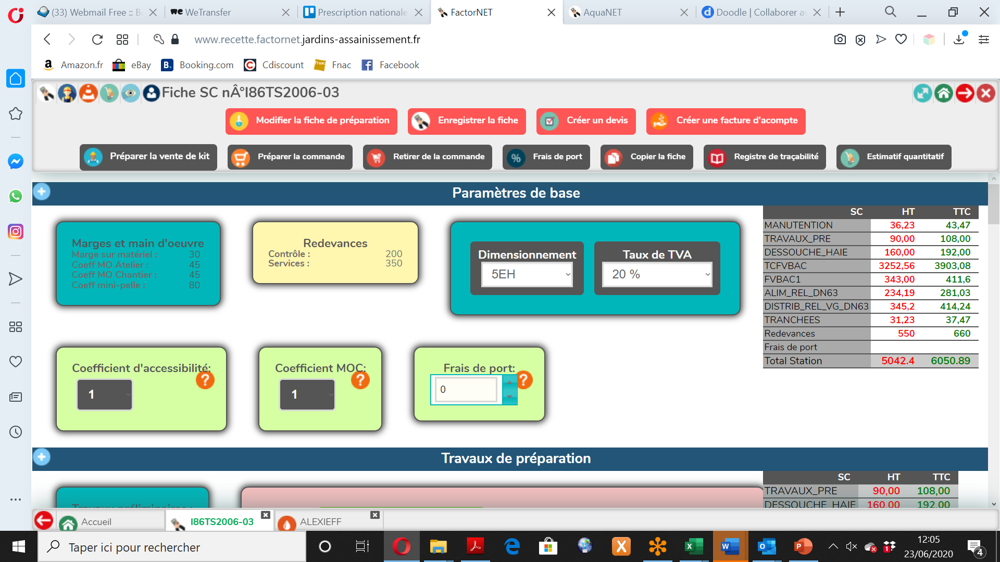 (33) Webmail Free :: B
WeTransfer
Prescription nationale
FactorNET
AquaNET
Doodle | Collaborer av
www.recette.factornet.jardins-assainissement.fr
Amazon.fr
eBay
Booking.com
Cdiscount
Fnac
Facebook
Fiche SC nÂ°I86TS2006-03
Modifier la fiche de préparation
Enregistrer la fiche
Créer un devis
Créer une facture d'acompte
Préparer la vente de kit
Préparer la commande
Retirer de la commande
Frais de port
Copier la fiche
Registre de traçabilité
Estimatif quantitatif
Paramètres de base
Marges et main d'oeuvre
Marge sur matériel : 30
Coeff MO Atelier : 45
Coeff MO Chantier : 45
Coeff mini-pelle : 80
Redevances
Contrôle : 200
Services : 350
Dimensionnement
5EH
Taux de TVA
20 %
SC HT TTC
MANUTENTION 36,23 43,47
TRAVAUX_PRE 90,00 108,00
DESSOUCHE_HAIE 160,00 192,00
TCFVBAC 3252,56 3903,08
FVBAC1 343,00 411,6
ALIM_REL_DN63 234,19 281,03
DISTRIB_REL_VG_DN63 345,2 414,24
TRANCHEES 31,23 37,47
Redevances 550 660
Frais de port
Total Station 5042.4 6050.89
Coefficient d'accessibilité:
1
?
Coefficient MOC:
1
?
Frais de port:
0
?
Travaux de préparation
SC HT TTC
TRAVAUX_PRE 90,00 108,00
DESSOUCHE_HAIE 160,00 192,00
Travaux préliminaires :
Accueil
I86TS2006-03
ALEXIEFF
Taper ici pour rechercher
12:05
23/06/2020
4